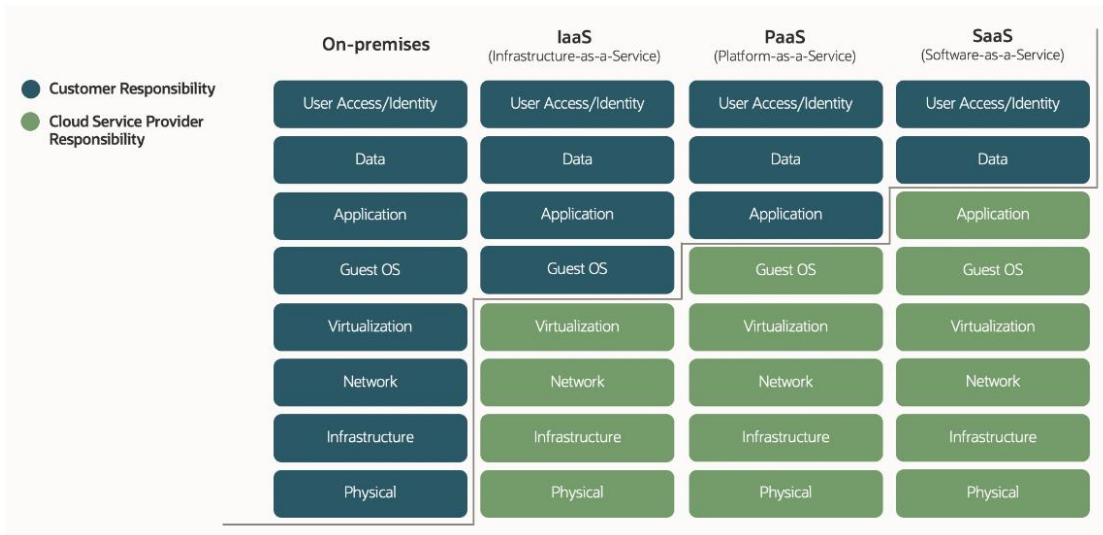 On-premises
IaaS
(Infrastructure-as-a-Service)
PaaS
(Platform-as-a-Service)
SaaS
(Software-as-a-Service)
Customer Responsibility
Cloud Service Provider
Responsibility
User Access/Identity
User Access/Identity
User Access/Identity
User Access/Identity
Data
Data
Data
Data
Application
Application
Application
Application
Guest OS
Guest OS
Guest OS
Guest OS
Virtualization
Virtualization
Virtualization
Virtualization
Network
Network
Network
Network
Infrastructure
Infrastructure
Infrastructure
Infrastructure
Physical
Physical
Physical
Physical